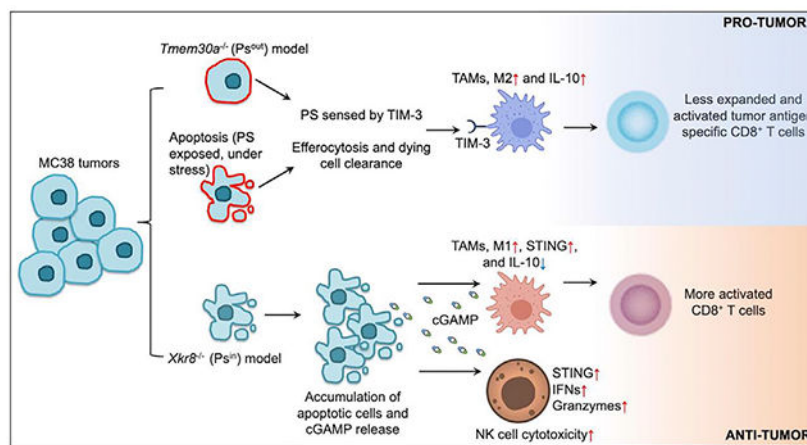 PRO-TUMOR
Tmem30a⁻/⁻ (Psᵒᵘᵗ) model
Apoptosis (PS
exposed, under
stress)
MC38 tumors
PS sensed by TIM-3
Efferocytosis and dying
cell clearance
TAMs, M2↑ and IL-10↑
TIM-3
Less expanded and
activated tumor antigen
specific CD8⁺ T cells
Xkr8⁻/⁻ (Psⁱⁿ) model
Accumulation of
apoptotic cells and
cGAMP release
cGAMP
TAMs, M1↑, STING↑,
and IL-10↓
More activated
CD8⁺ T cells
STING↑
IFNs↑
Granzymes↑
NK cell cytotoxicity↑
ANTI-TUMOR